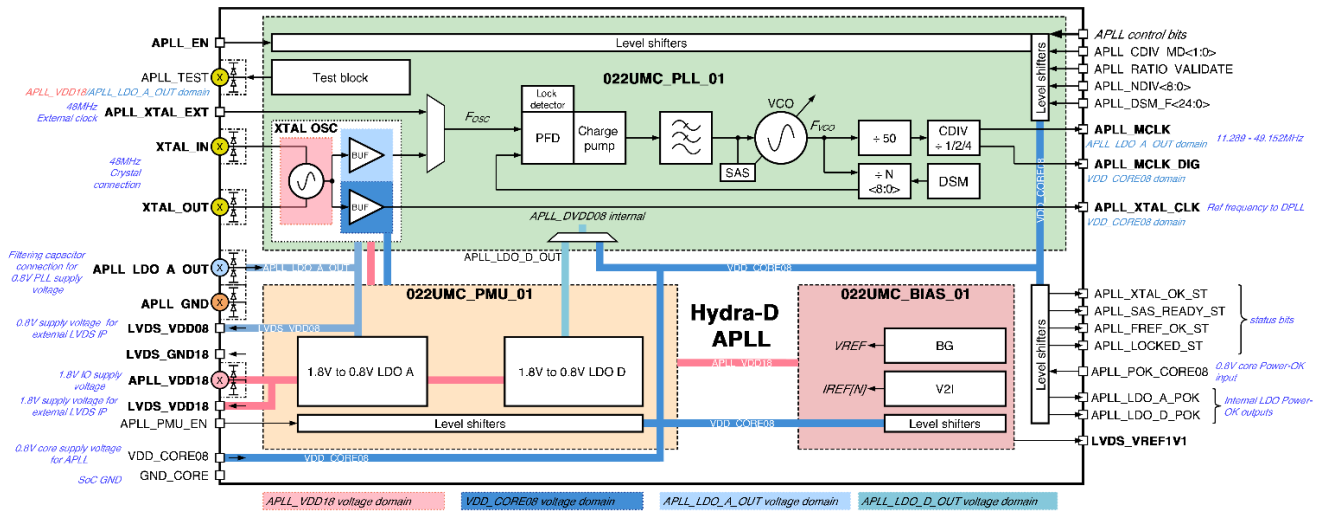 APLL_EN
APLL_TEST
APLL_VDD18/APLL_LDO_A_OUT domain
48MHz
External clock
APLL_XTAL_EXT
XTAL_IN
48MHz
Crystal
connection
XTAL_OUT
Filtering capacitor
connection for
0.8V PLL supply
voltage
APLL_LDO_A_OUT
APLL_GND
0.8V supply voltage for
external LVDS IP
LVDS_VDD08
LVDS_GND18
1.8V IO supply
voltage
APLL_VDD18
1.8V supply voltage for
external LVDS IP
LVDS_VDD18
APLL_PMU_EN
0.8V core supply voltage
for APLL
VDD_CORE08
SoC GND
GND_CORE
X
X
X
X
X
X
Level shifters
Test block
022UMC_PLL_01
Level shifters
XTAL OSC
BUF
BUF
FOSC
Lock
detector
PFD
Charge
pump
SAS
VCO
FVCO
÷ 50
CDIV
÷ 1/2/4
÷ N
<8:0>
DSM
APLL_DVDD08 internal
APLL_LDO_D_OUT
APLL_LDO_A_OUT
VDD_CORE08
VDD_CORE08
022UMC_PMU_01
LVDS_VDD08
1.8V to 0.8V LDO A
1.8V to 0.8V LDO D
Level shifters
VDD_CORE08
VDD_CORE08
Hydra-D
APLL
APLL_VDD18
022UMC_BIAS_01
VREF
BG
IREF[N]
V2I
Level shifters
Level shifters
APLL control bits
APLL_CDIV_MD<1:0>
APLL_RATIO_VALIDATE
APLL_NDIV<8:0>
APLL_DSM_F<24:0>
APLL_MCLK
APLL_LDO_A_OUT domain
11.289 - 49.152MHz
APLL_MCLK_DIG
VDD_CORE08 domain
APLL_XTAL_CLK
Ref frequency to DPLL
VDD_CORE08 domain
APLL_XTAL_OK_ST
APLL_SAS_READY_ST
APLL_FREF_OK_ST
APLL_LOCKED_ST
status bits
APLL_POK_CORE08
0.8V core Power-OK
input
APLL_LDO_A_POK
APLL_LDO_D_POK
Internal LDO Power-
OK outputs
LVDS_VREF1V1
APLL_VDD18 voltage domain
VDD_CORE08 voltage domain
APLL_LDO_A_OUT voltage domain
APLL_LDO_D_OUT voltage domain